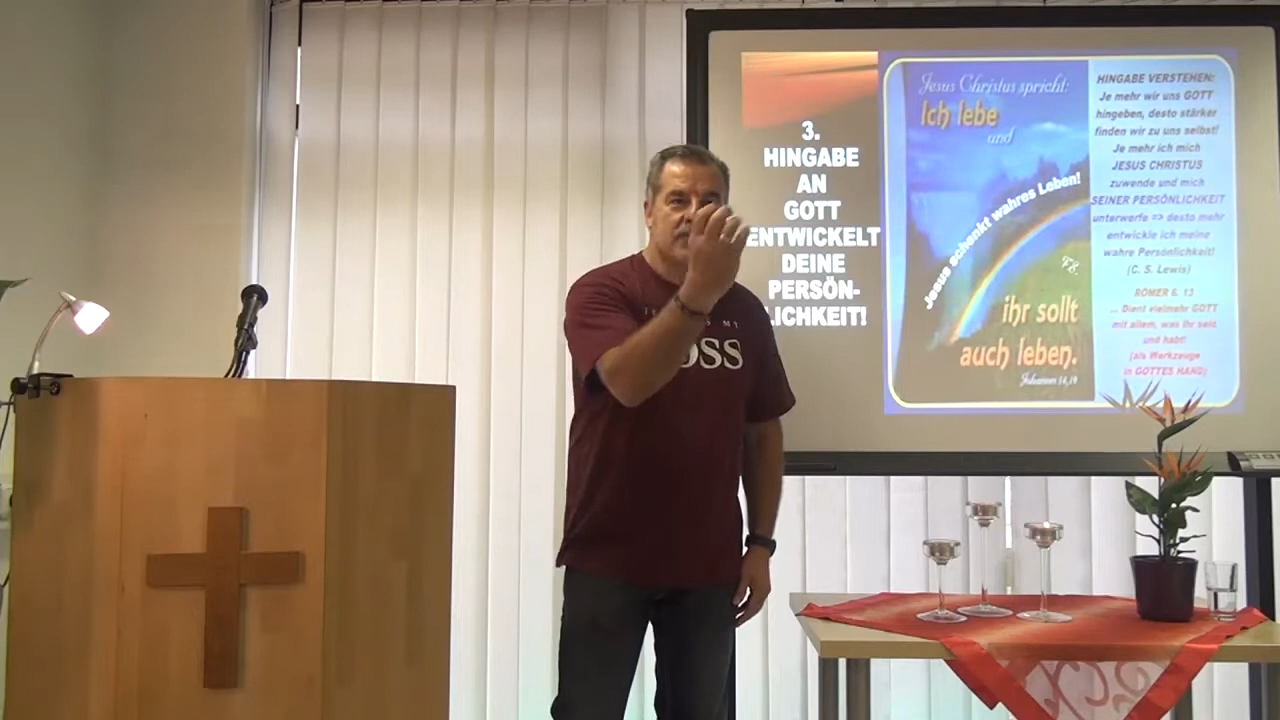 3.
HINGABE
AN
GOTT
ENTWICKELT
DEINE
PERSÖN-
LICHKEIT!
Jesus Christus spricht:
Ich lebe
und
Jesus schenkt wahres Leben!
ihr sollt
auch leben.
Johannes 14,19
HINGABE VERSTEHEN:
Je mehr wir uns GOTT
hingeben, desto stärker
finden wir zu uns selbst!
Je mehr ich mich
JESUS CHRISTUS
zuwende und mich
SEINER PERSÖNLICHKEIT
unterwerfe => desto mehr
entwickle ich meine
wahre Persönlichkeit!
(C. S. Lewis)
RÖMER 6, 13
... Dient vielmehr GOTT
mit allem, was ihr seid
und habt!
(als Werkzeuge
in GOTTES HAND)
MY
OSS